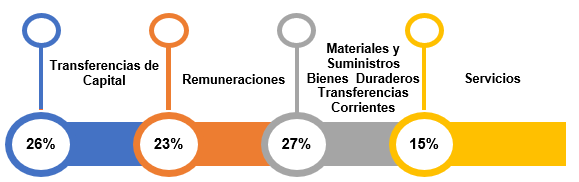 Transferencias de
Capital
Remuneraciones
Materiales y
Suministros
Bienes Duraderos
Transferencias
Corrientes
Servicios
26%
23%
27%
15%